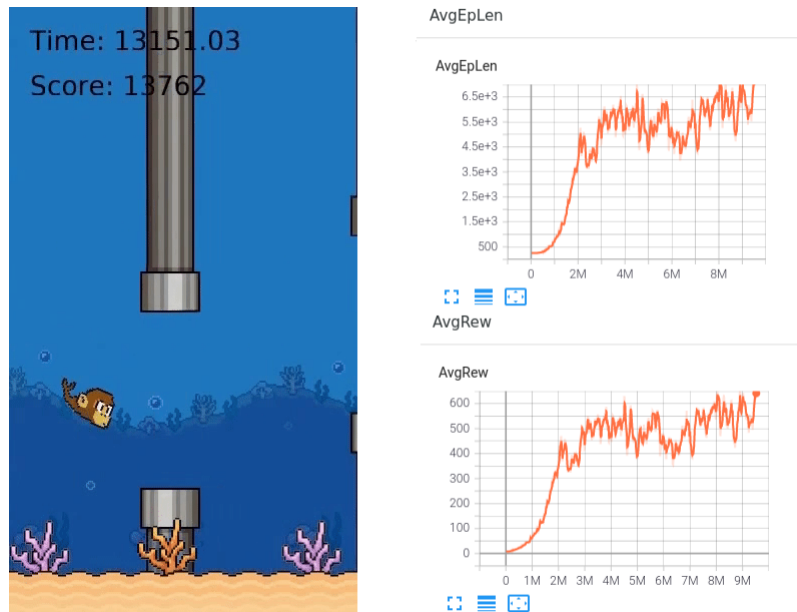 Time: 13151.03
Score: 13762
AvgEpLen
AvgEpLen
6.5e+3
5.5e+3
4.5e+3
3.5e+3
2.5e+3
1.5e+3
500
0 2M 4M 6M 8M
AvgRew
AvgRew
600
500
400
300
200
100
0
0 1M 2M 3M 4M 5M 6M 7M 8M 9M